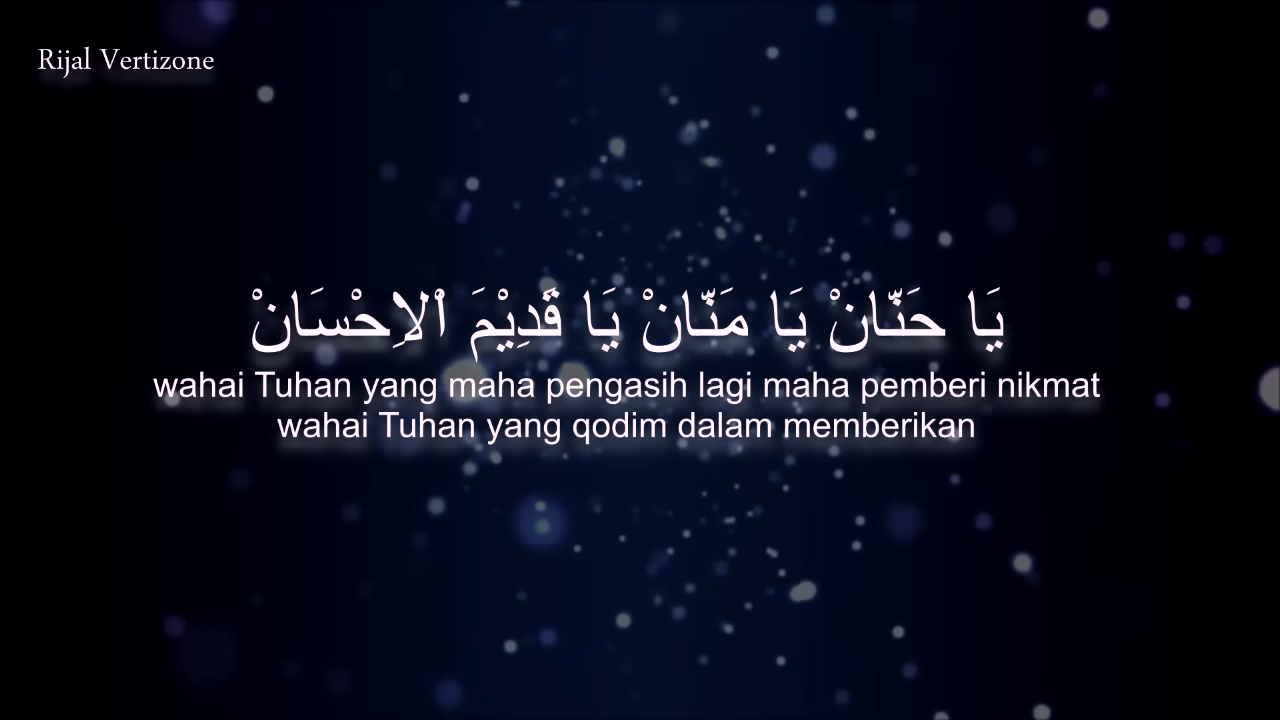 Rijal Vertizone
يَا حَنَّانْ يَا مَنَّانْ يَا قَدِيْمَ ٱلاِحْسَانْ
wahai Tuhan yang maha pengasih lagi maha pemberi nikmat
wahai Tuhan yang qodim dalam memberikan